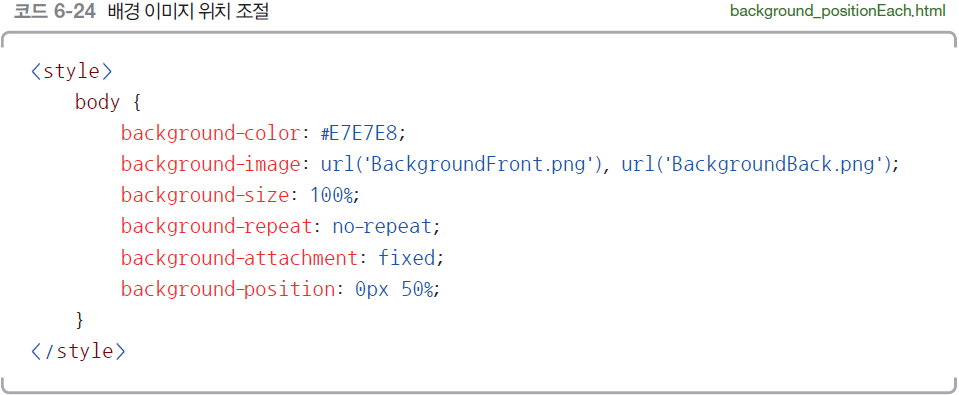 코드 6-24 배경 이미지 위치 조절 background_positionEach.html
<style>
body {
background-color: #E7E7E8;
background-image: url('BackgroundFront.png'), url('BackgroundBack.png');
background-size: 100%;
background-repeat: no-repeat;
background-attachment: fixed;
background-position: 0px 50%;
}
</style>